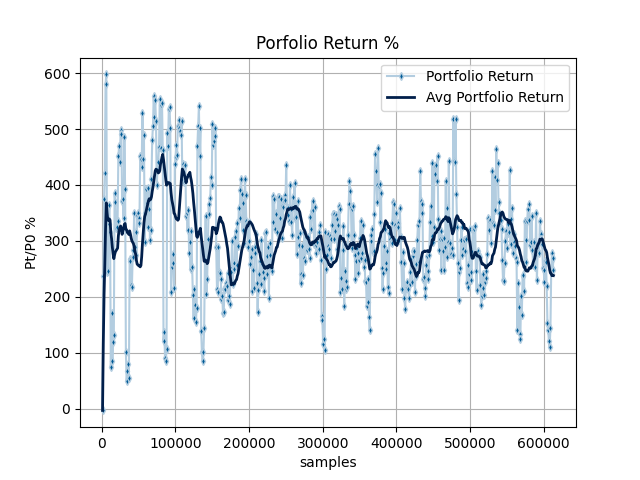 Porfolio Return %
Portfolio Return
Avg Portfolio Return
Pt/P0 %
600
500
400
300
200
100
0
0 100000 200000 300000 400000 500000 600000
samples